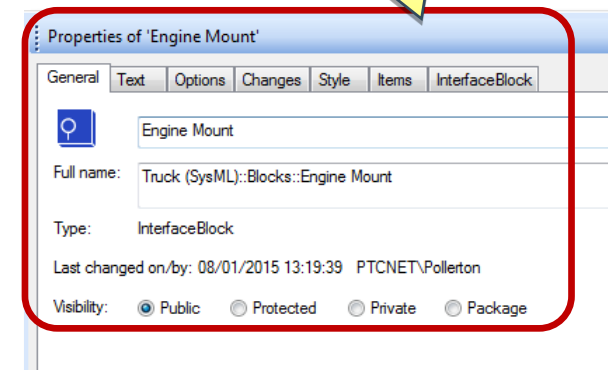 Properties of 'Engine Mount'
General Text Options Changes Style Items InterfaceBlock
Engine Mount
Full name: Truck (SysML)::Blocks::Engine Mount
Type: InterfaceBlock
Last changed on/by: 08/01/2015 13:19:39 PTCNET\Pollerton
Visibility: Public Protected Private Package